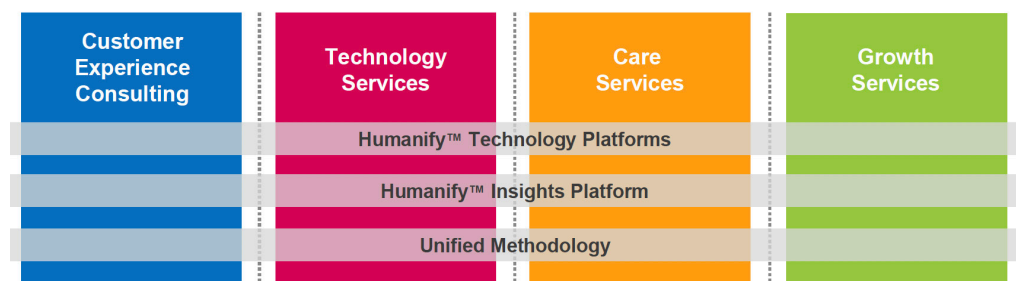 Customer
Experience
Consulting
Technology
Services
Care
Services
Growth
Services
Humanify™ Technology Platforms
Humanify™ Insights Platform
Unified Methodology